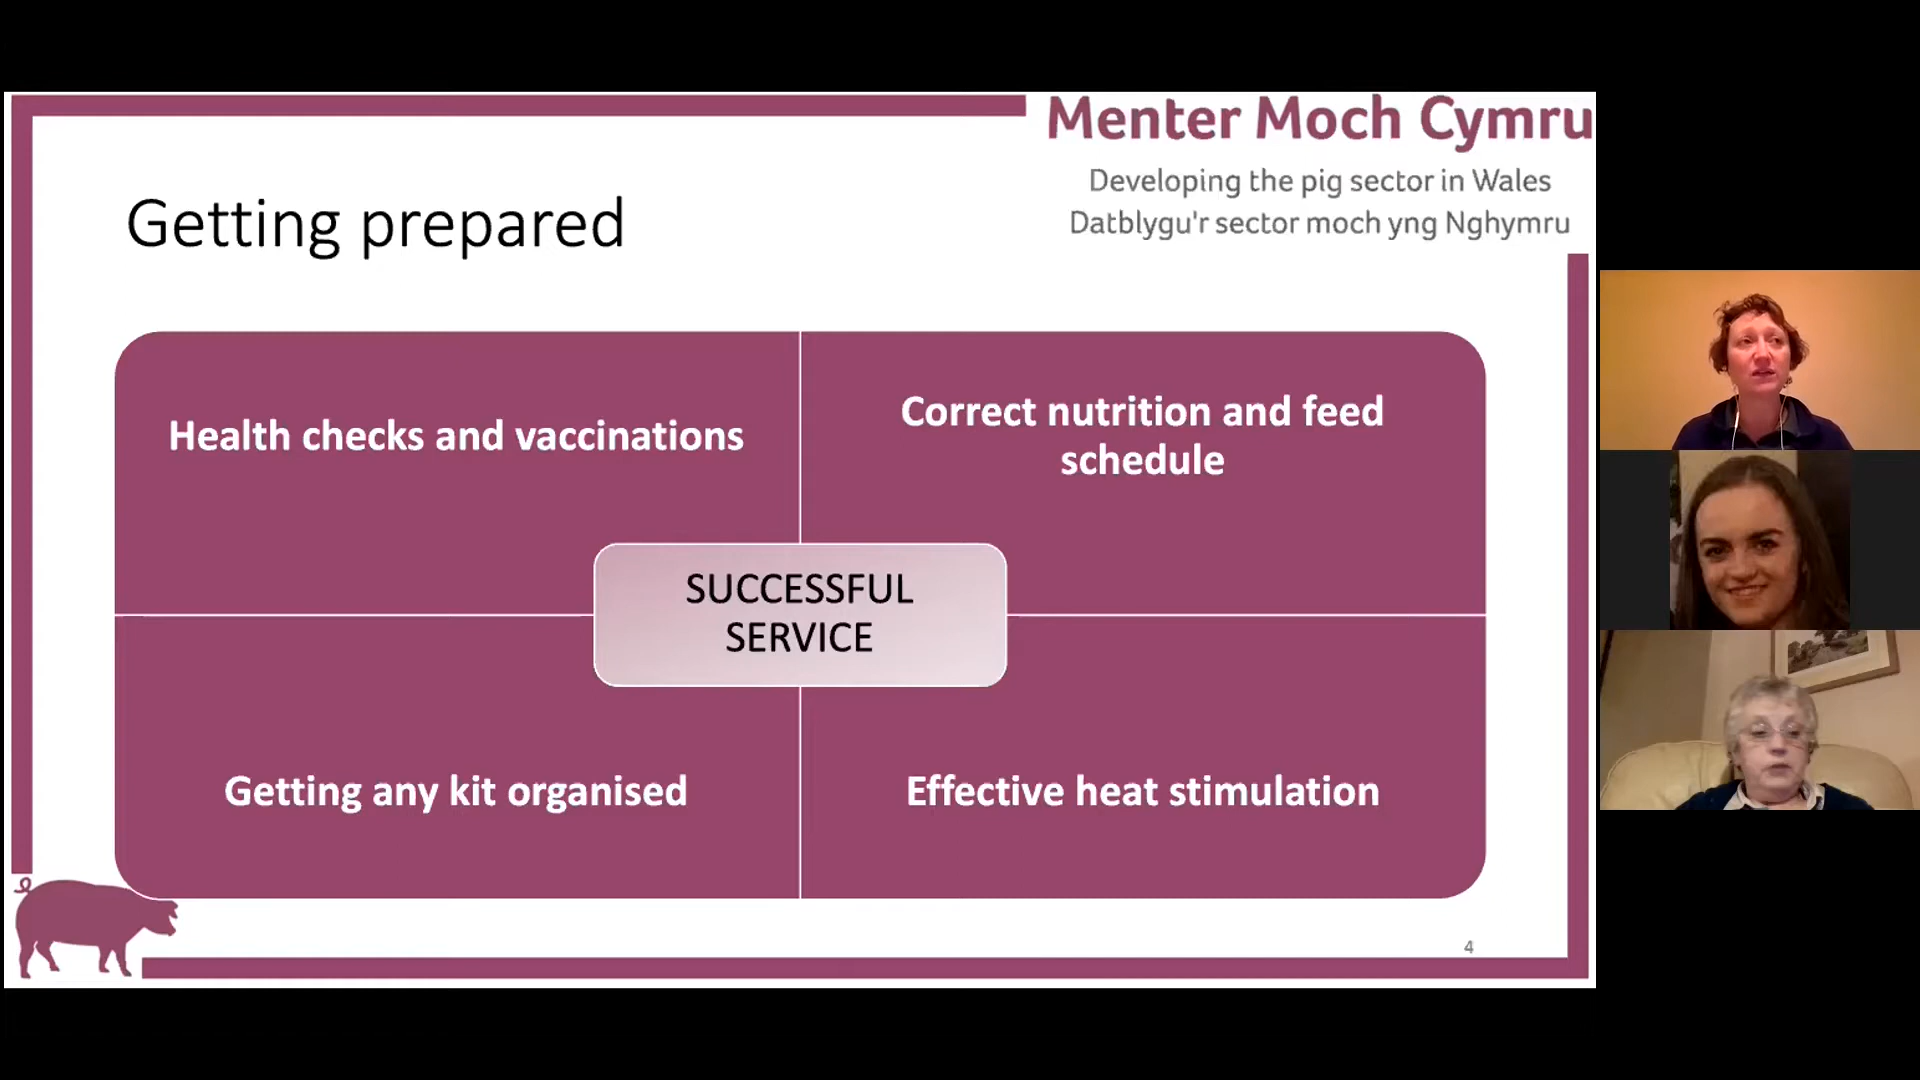 Menter Moch Cymru
Developing the pig sector in Wales
Datblygu'r sector moch yng Nghymru
Getting prepared
Health checks and vaccinations
Correct nutrition and feed
schedule
SUCCESSFUL
SERVICE
Getting any kit organised
Effective heat stimulation
4